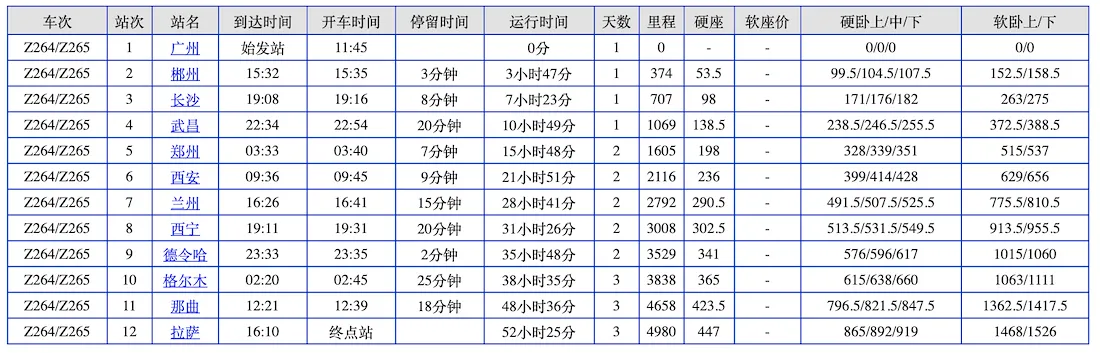 车次 站次 站名 到达时间 开车时间 停留时间 运行时间 天数 里程 硬座 软座价 硬卧上/中/下 软卧上/下
Z264/Z265 1 广州 始发站 11:45 0分 1 0 - - 0/0/0 0/0
Z264/Z265 2 郴州 15:32 15:35 3分钟 3小时47分 1 374 53.5 - 99.5/104.5/107.5 152.5/158.5
Z264/Z265 3 长沙 19:08 19:16 8分钟 7小时23分 1 707 98 - 171/176/182 263/275
Z264/Z265 4 武昌 22:34 22:54 20分钟 10小时49分 1 1069 138.5 - 238.5/246.5/255.5 372.5/388.5
Z264/Z265 5 郑州 03:33 03:40 7分钟 15小时48分 2 1605 198 - 328/339/351 515/537
Z264/Z265 6 西安 09:36 09:45 9分钟 21小时51分 2 2116 236 - 399/414/428 629/656
Z264/Z265 7 兰州 16:26 16:41 15分钟 28小时41分 2 2792 290.5 - 491.5/507.5/525.5 775.5/810.5
Z264/Z265 8 西宁 19:11 19:31 20分钟 31小时26分 2 3008 302.5 - 513.5/531.5/549.5 913.5/955.5
Z264/Z265 9 德令哈 23:33 23:35 2分钟 35小时48分 2 3529 341 - 576/596/617 1015/1060
Z264/Z265 10 格尔木 02:20 02:45 25分钟 38小时35分 3 3838 365 - 615/638/660 1063/1111
Z264/Z265 11 那曲 12:21 12:39 18分钟 48小时36分 3 4658 423.5 - 796.5/821.5/847.5 1362.5/1417.5
Z264/Z265 12 拉萨 16:10 终点站 52小时25分 3 4980 447 - 865/892/919 1468/1526